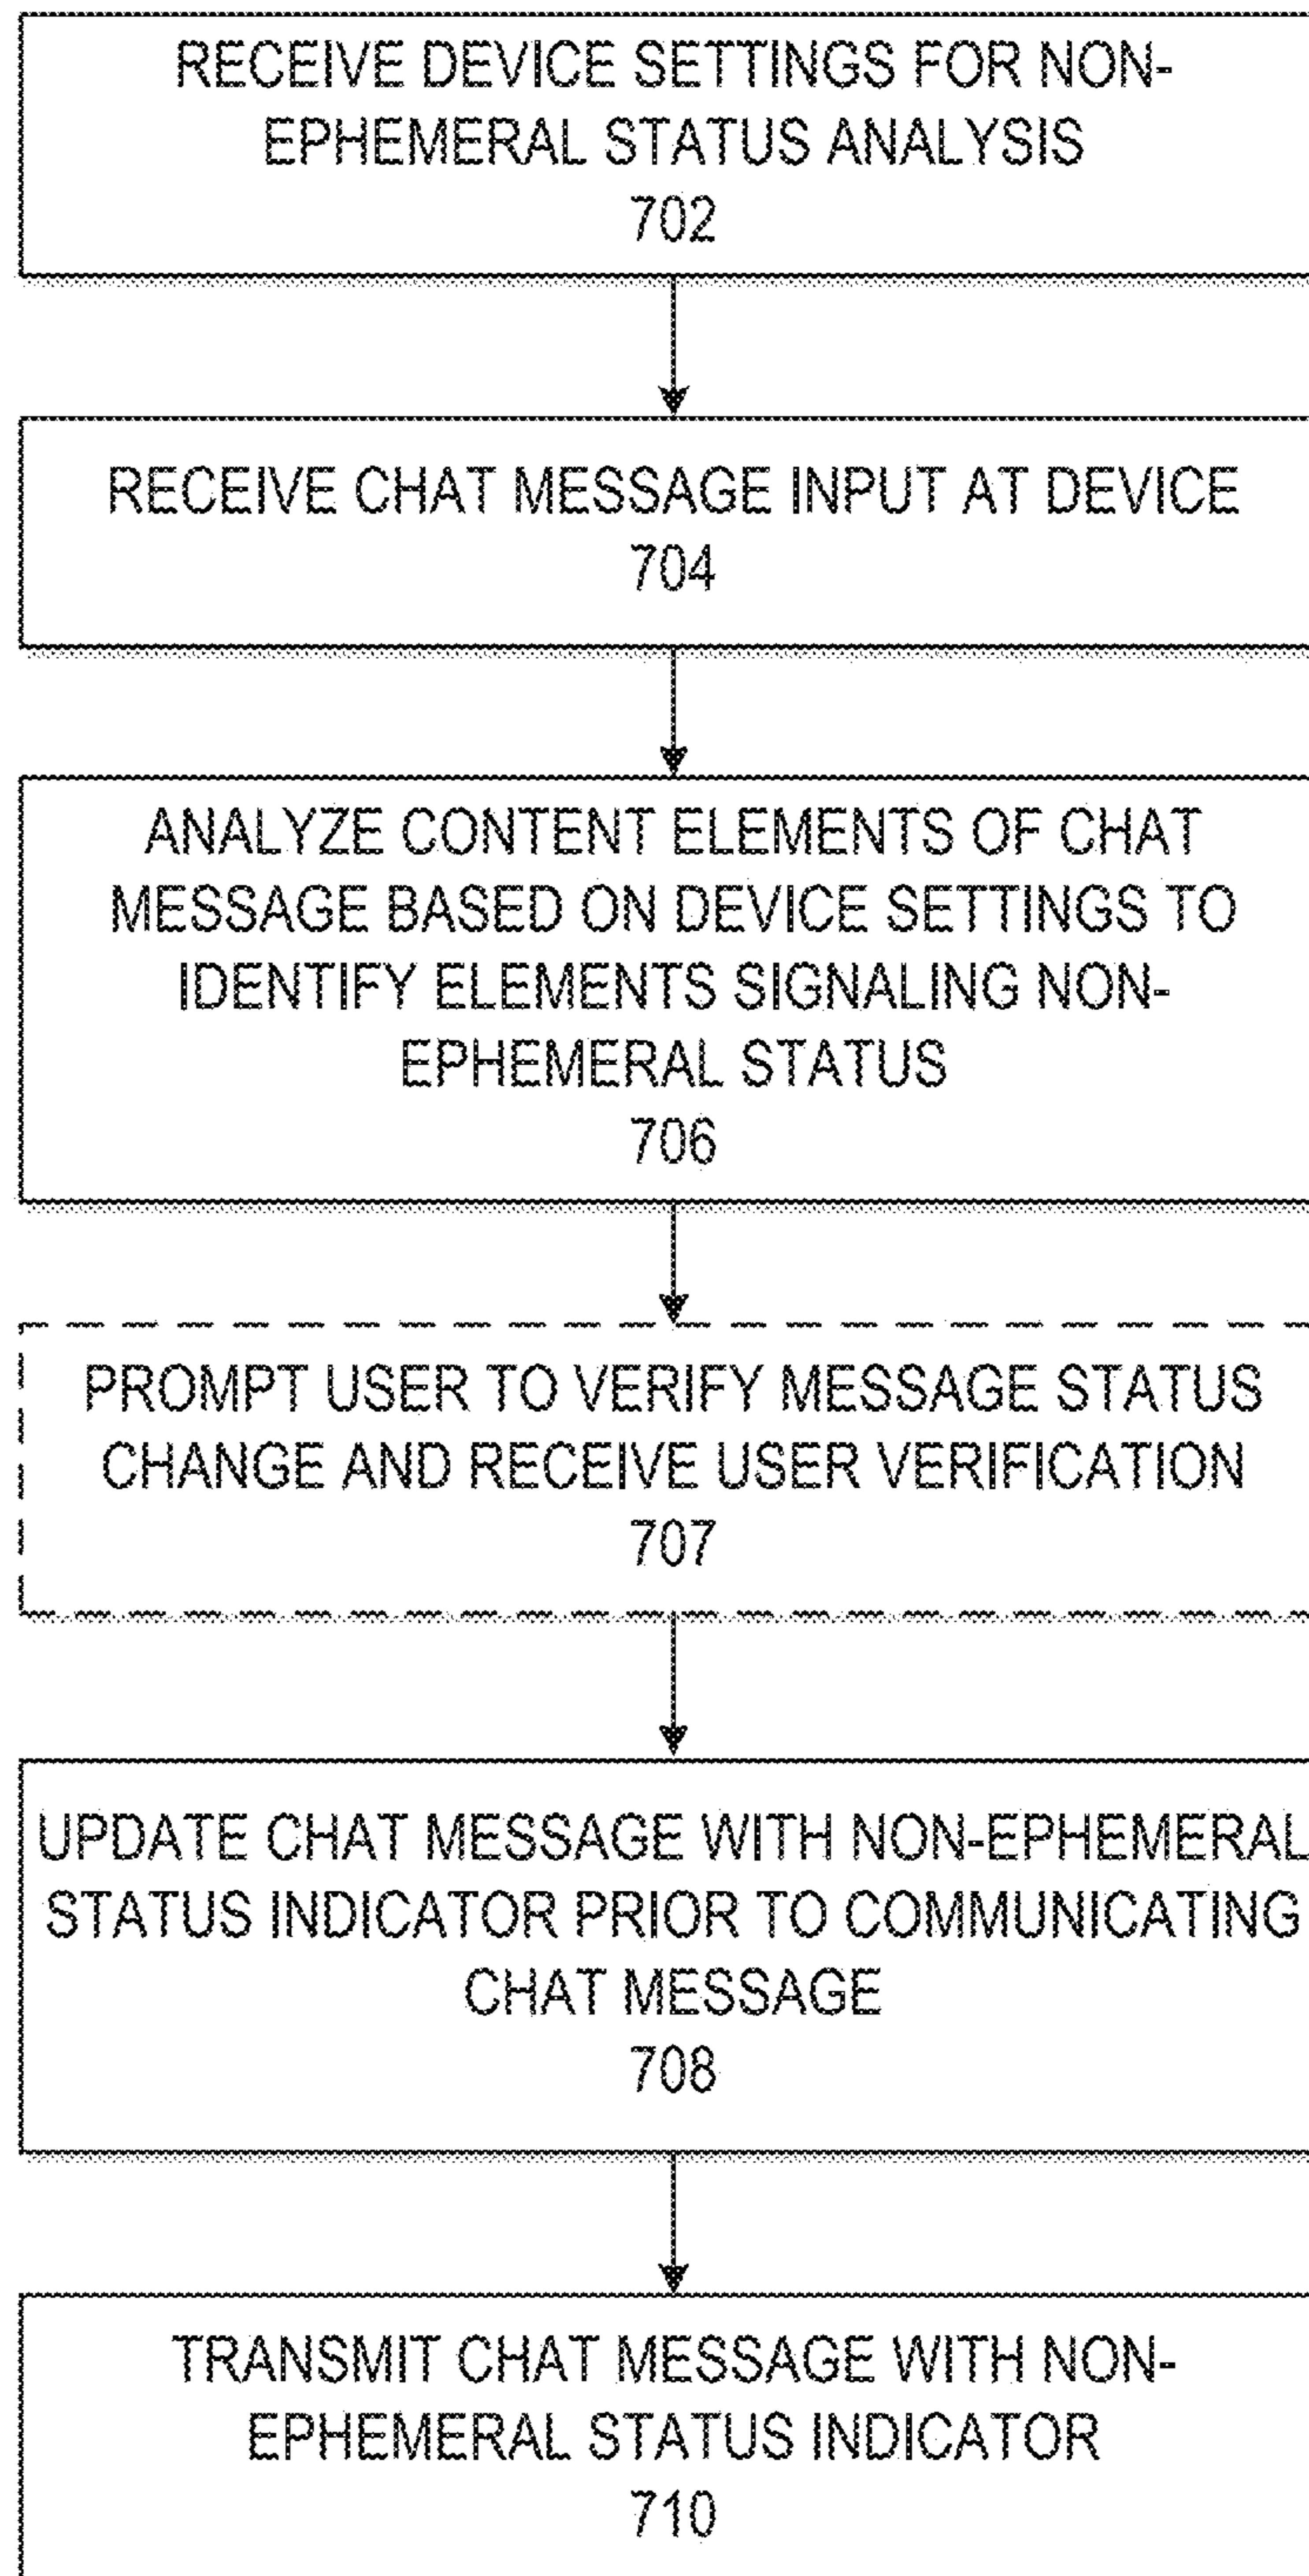 RECEIVE DEVICE SETTINGS FOR NON-
EPHEMERAL STATUS ANALYSIS
702
RECEIVE CHAT MESSAGE INPUT AT DEVICE
704
ANALYZE CONTENT ELEMENTS OF CHAT
MESSAGE BASED ON DEVICE SETTINGS TO
IDENTIFY ELEMENTS SIGNALING NON-
EPHEMERAL STATUS
706
PROMPT USER TO VERIFY MESSAGE STATUS
CHANGE AND RECEIVE USER VERIFICATION
707
UPDATE CHAT MESSAGE WITH NON-EPHEMERAL
STATUS INDICATOR PRIOR TO COMMUNICATING
CHAT MESSAGE
708
TRANSMIT CHAT MESSAGE WITH NON-
EPHEMERAL STATUS INDICATOR
710